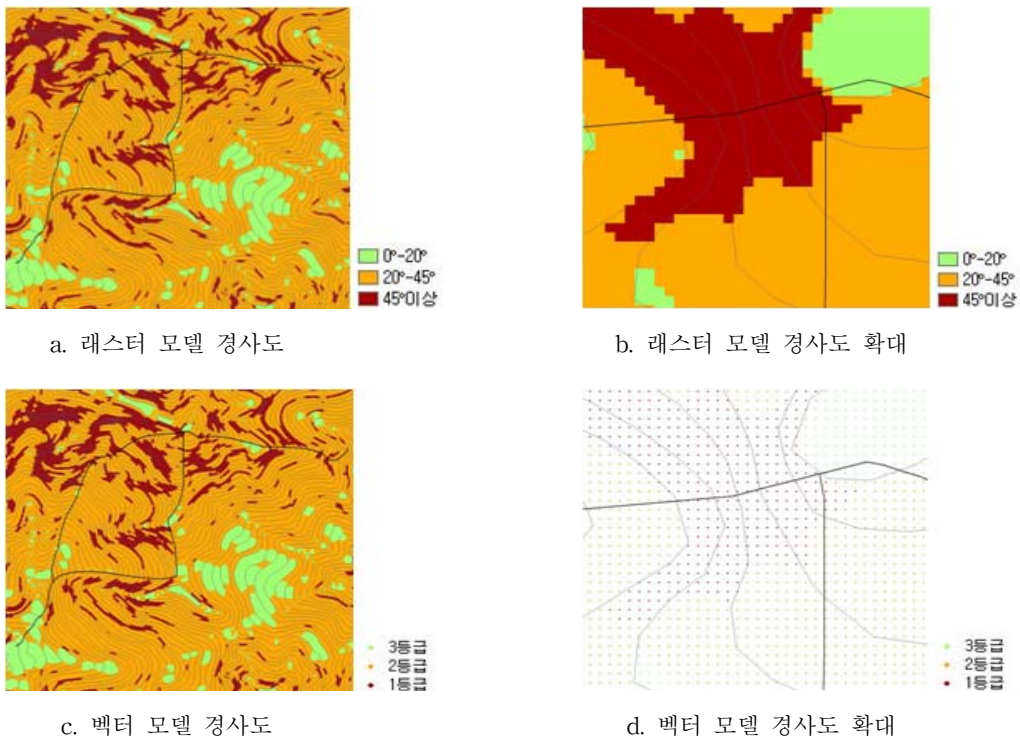 0°-20°
20°-45°
45°이상
a. 래스터 모델 경사도
0°-20°
20°-45°
45°이상
b. 래스터 모델 경사도 확대
3등급
2등급
1등급
c. 벡터 모델 경사도
3등급
2등급
1등급
d. 벡터 모델 경사도 확대